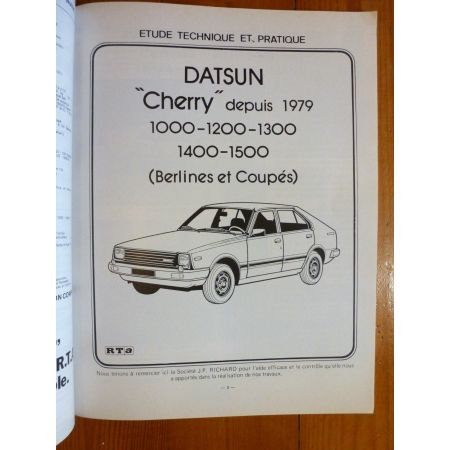 ETUDE TECHNIQUE ET. PRATIQUE
DATSUN
"Cherry" depuis 1979
1000-1200-1300
1400-1500
(Berlines et Coupés)
RTa
Nous tenons à remercier ici la Société J.P. RICHARD pour l'aide efficace et le contrôle qu'elle nous
a apportés dans la réalisation de nos travaux.
R.T.
ble.